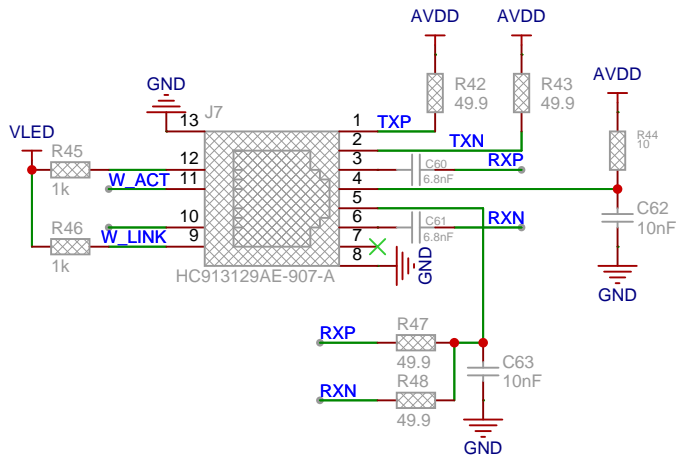 AVDD
AVDD
GND
R42
49.9
R43
49.9
AVDD
13
J7
1
TXP
VLED
2
TXN
R44
10
R45
12
3
C60
RXP
1k
W_ACT
11
4
6.8nF
5
C62
10nF
R46
10
6
C61
RXN
W_LINK
9
7
6.8nF
1k
8
HC913129AE-907-A
GND
GND
RXP
R47
49.9
C63
10nF
RXN
R48
49.9
GND